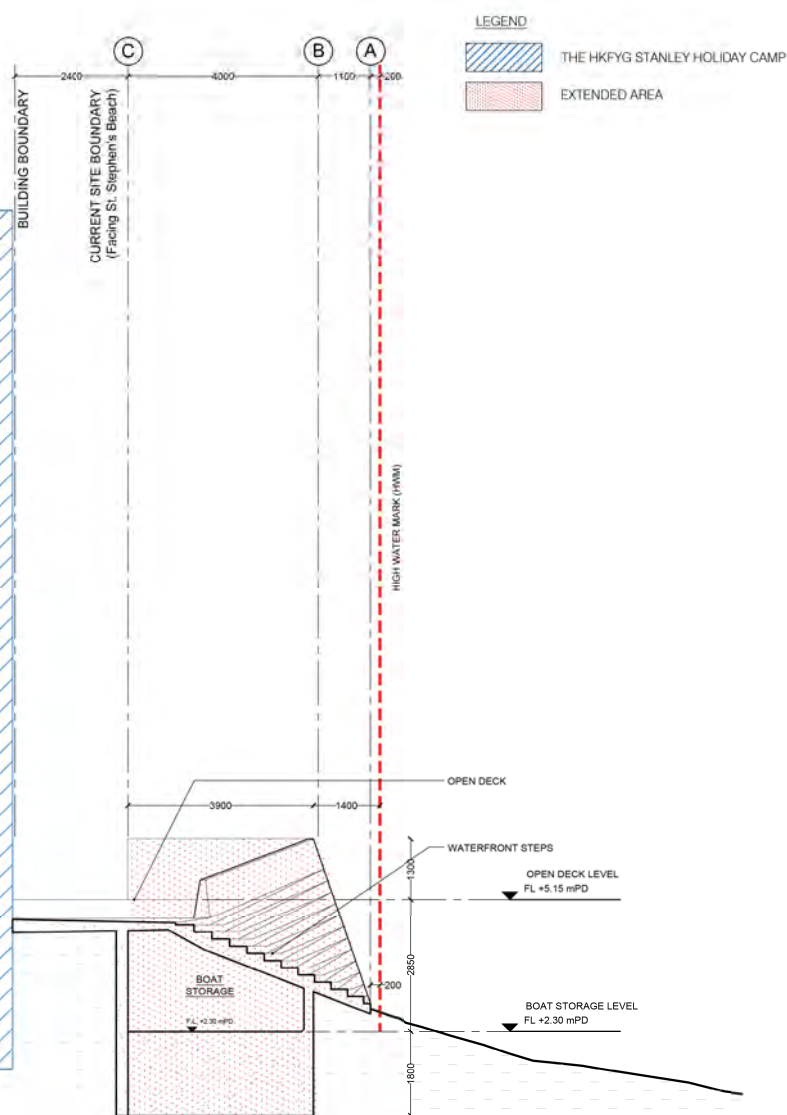 LEGEND
THE HKFYG STANLEY HOLIDAY CAMP
EXTENDED AREA
C
B
A
2400
4000
1100
200
BUILDING BOUNDARY
CURRENT SITE BOUNDARY
(Facing St. Stephen's Beach)
HIGH WATER MARK (HWM)
OPEN DECK
3900
1400
WATERFRONT STEPS
1300
OPEN DECK LEVEL
FL +5.15 mPD
2850
BOAT
STORAGE
200
F.L. +2.30 mPD
BOAT STORAGE LEVEL
FL +2.30 mPD
1800